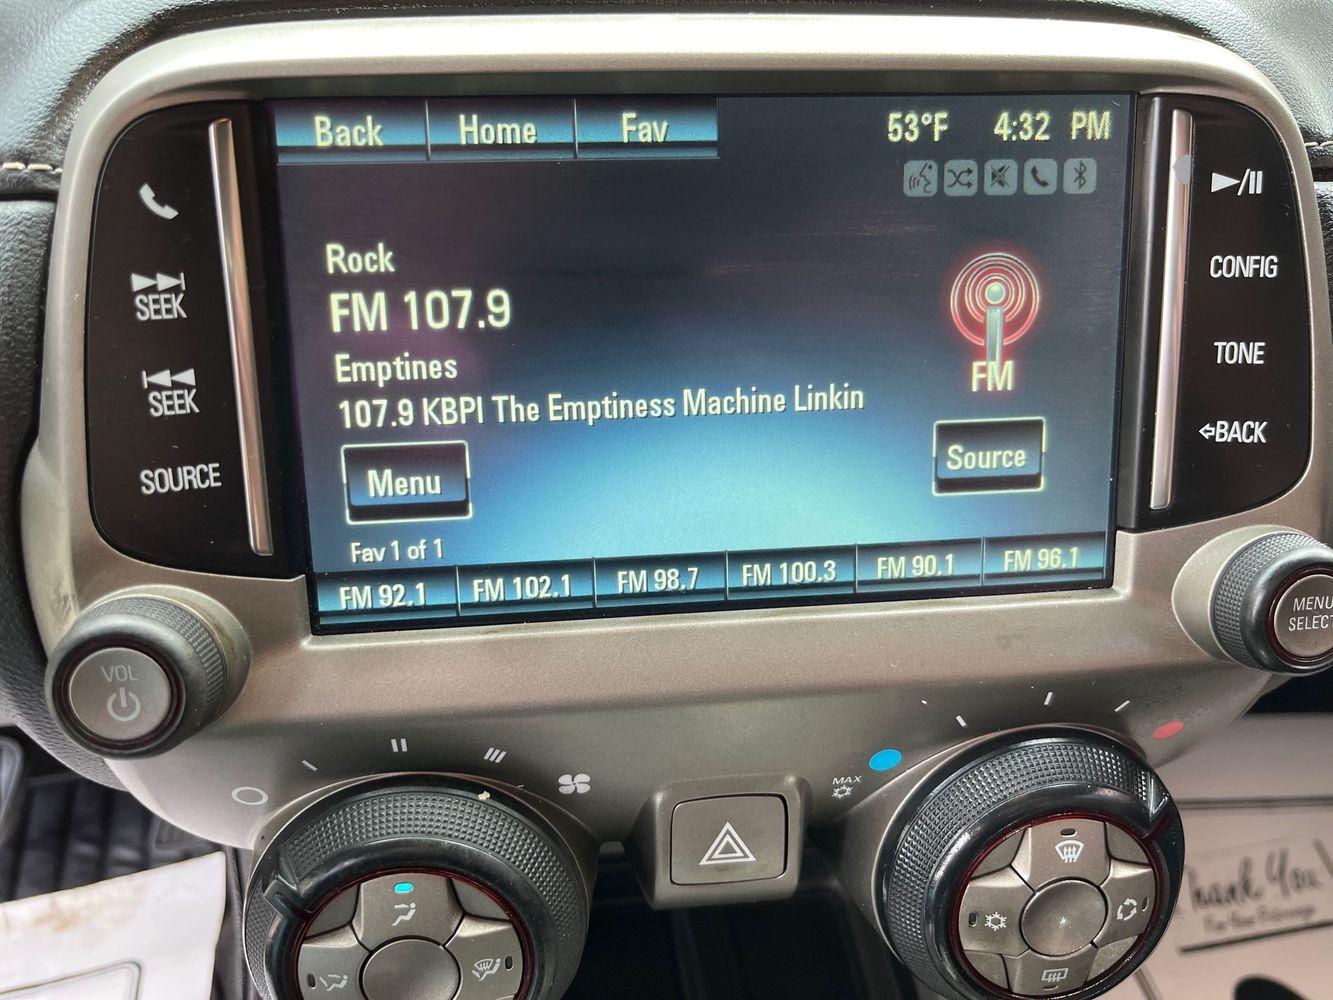 Back Home Fav 53°F 4:32 PM
Rock
FM 107.9
Emptines
107.9 KBPI The Emptiness Machine Linkin
FM
Menu
Source
Fav 1 of 1
FM 92.1 FM 102.1 FM 98.7 FM 100.3 FM 90.1 FM 96.1
SEEK
SEEK
SOURCE
CONFIG
TONE
BACK
VOL
MENU
SELECT
MAX
Thank You!